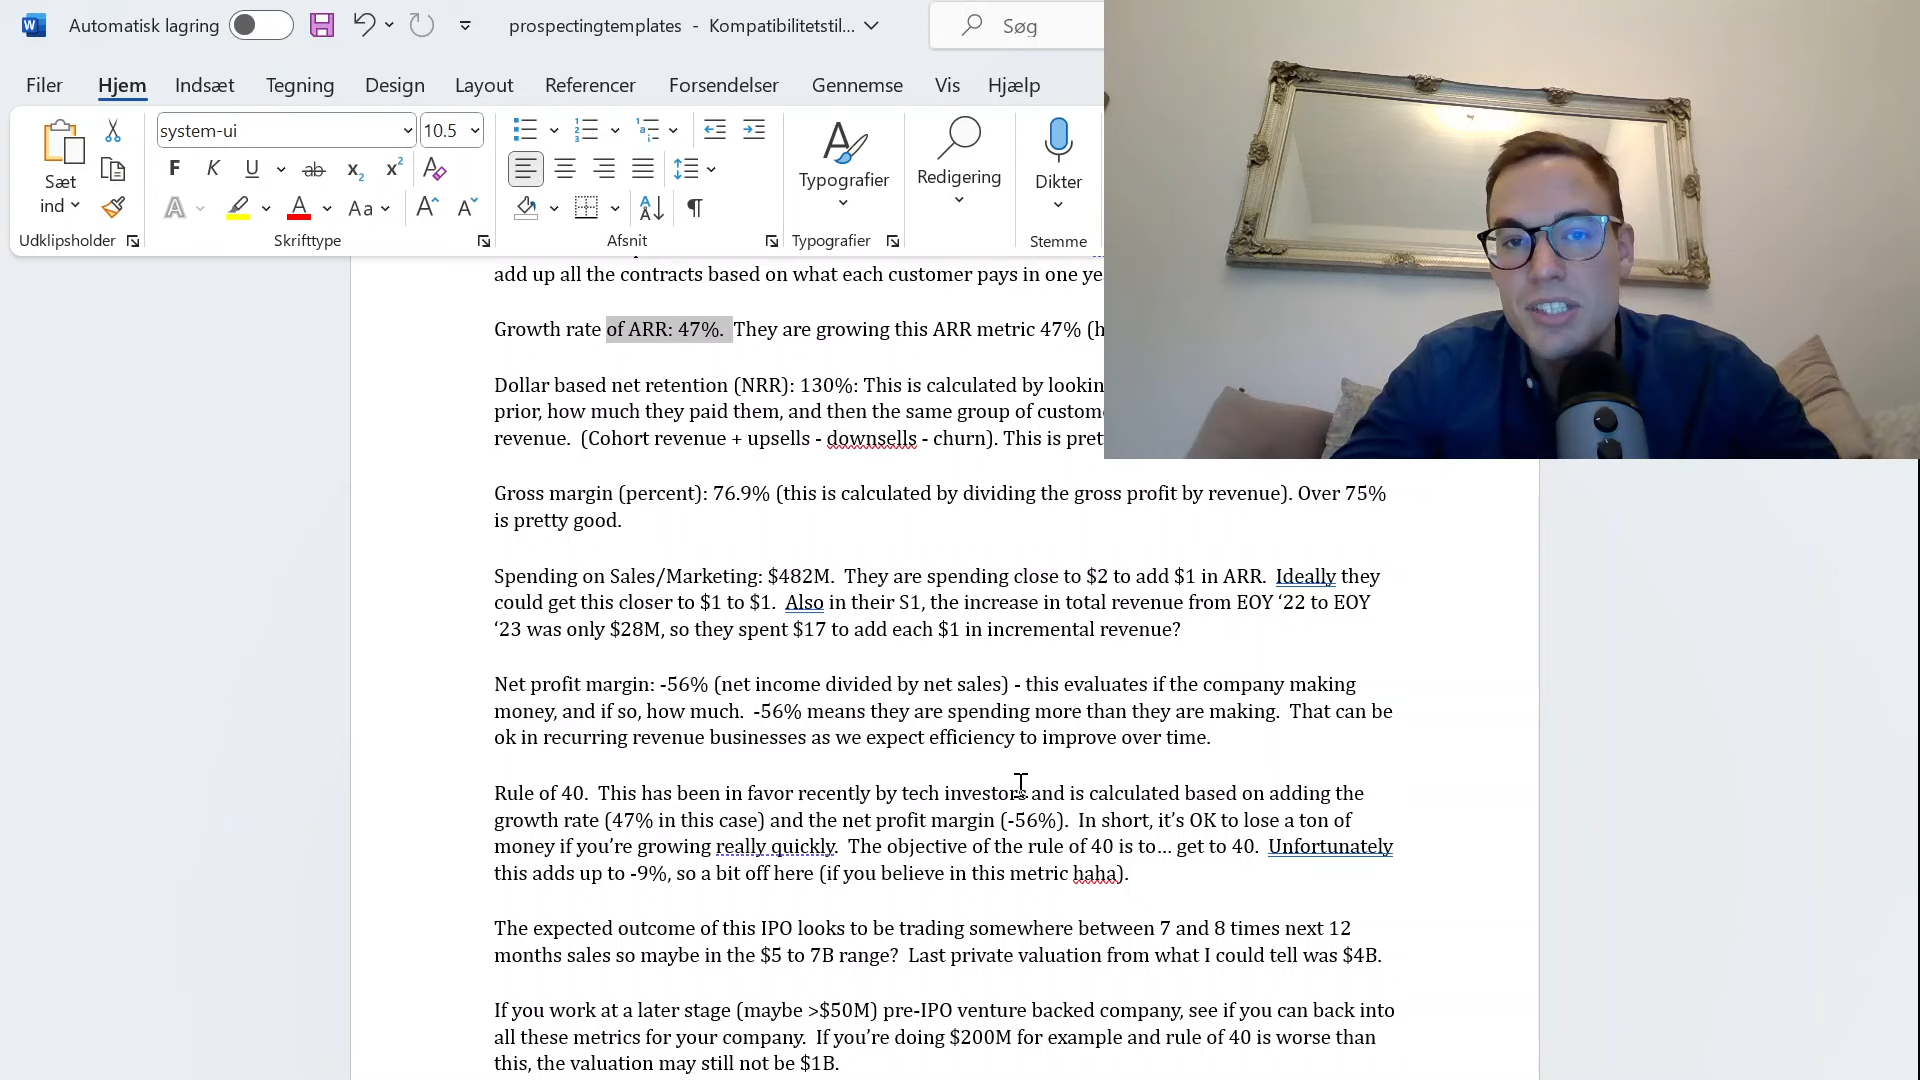 Automatisk lagring
prospectingtemplates - Kompatibilitetstil...
Søg
Filer Hjem Indsæt Tegning Design Layout Referencer Forsendelser Gennemse Vis Hjælp
system-ui 10.5
Sæt ind
F K U ab x₂ x²
A A Aa A A
Typografier
Redigering
Dikter
Udklipsholder Skrifttype Afsnit Typografier Stemme
add up all the contracts based on what each customer pays in one ye
Growth rate of ARR: 47%. They are growing this ARR metric 47% (h
Dollar based net retention (NRR): 130%: This is calculated by lookin
prior, how much they paid them, and then the same group of custome
revenue. (Cohort revenue + upsells - downsells - churn). This is pret
Gross margin (percent): 76.9% (this is calculated by dividing the gross profit by revenue). Over 75%
is pretty good.
Spending on Sales/Marketing: $482M. They are spending close to $2 to add $1 in ARR. Ideally they
could get this closer to $1 to $1. Also in their S1, the increase in total revenue from EOY ‘22 to EOY
‘23 was only $28M, so they spent $17 to add each $1 in incremental revenue?
Net profit margin: -56% (net income divided by net sales) - this evaluates if the company making
money, and if so, how much. -56% means they are spending more than they are making. That can be
ok in recurring revenue businesses as we expect efficiency to improve over time.
Rule of 40. This has been in favor recently by tech investors and is calculated based on adding the
growth rate (47% in this case) and the net profit margin (-56%). In short, it’s OK to lose a ton of
money if you’re growing really quickly. The objective of the rule of 40 is to… get to 40. Unfortunately
this adds up to -9%, so a bit off here (if you believe in this metric haha).
The expected outcome of this IPO looks to be trading somewhere between 7 and 8 times next 12
months sales so maybe in the $5 to 7B range? Last private valuation from what I could tell was $4B.
If you work at a later stage (maybe >$50M) pre-IPO venture backed company, see if you can back into
all these metrics for your company. If you’re doing $200M for example and rule of 40 is worse than
this, the valuation may still not be $1B.